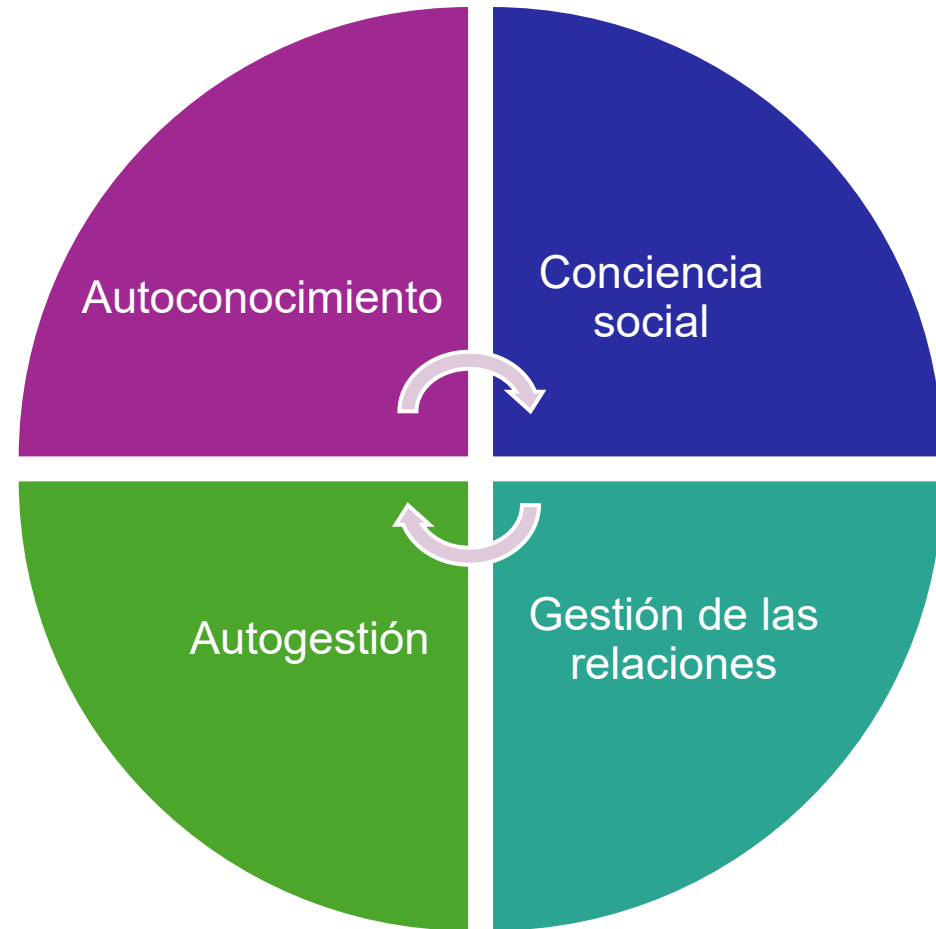 Autoconocimiento
Conciencia
social
Autogestión
Gestión de las
relaciones